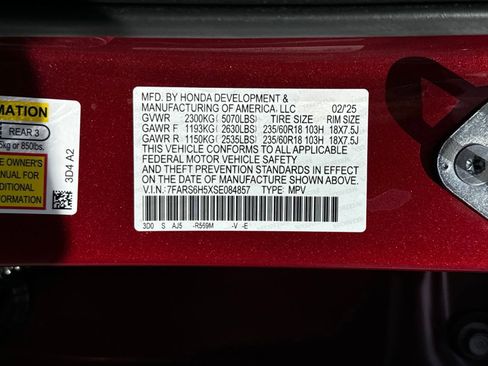 MFD. BY HONDA DEVELOPMENT &
MANUFACTURING OF AMERICA, LLC 02/'25
GVWR 2300KG( 5070LBS) TIRE SIZE RIM SIZE
GAWR F 1193KG( 2630LBS) 235/60R18 103H 18X7.5J
GAWR R 1150KG( 2535LBS) 235/60R18 103H 18X7.5J
THIS VEHICLE CONFORMS TO ALL APPLICABLE
FEDERAL MOTOR VEHICLE SAFETY
AND THEFT PREVENTION STANDARDS IN EFFECT
ON THE DATE OF MANUFACTURE SHOWN ABOVE.
V.I.N.: 7FARS6H5XSE084857 TYPE: MPV
3D0 S AJ5 -R569M -V -E
RMATION
REAR 3
kg or 850lbs.
E OWNER'S
NUAL FOR
DITIONAL
ORMATION
3D4 A2